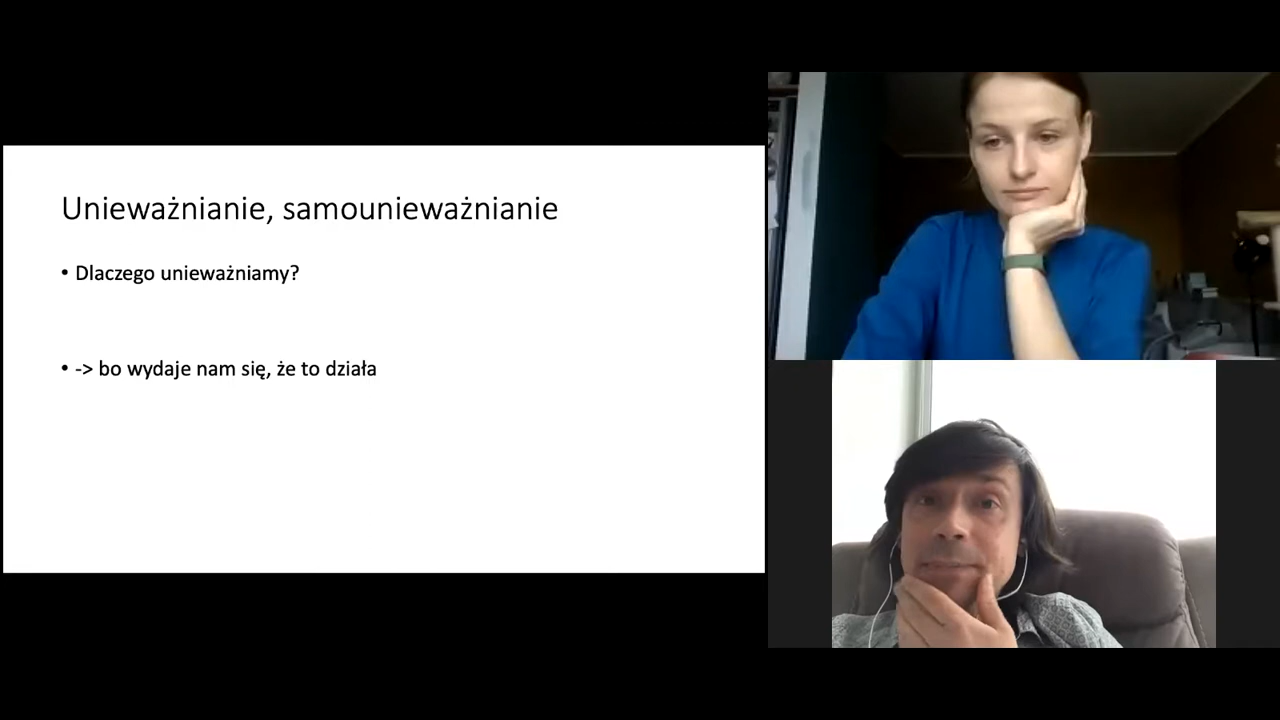 Unieważnianie, samounieważnianie
• Dlaczego unieważniamy?
• -> bo wydaje nam się, że to działa